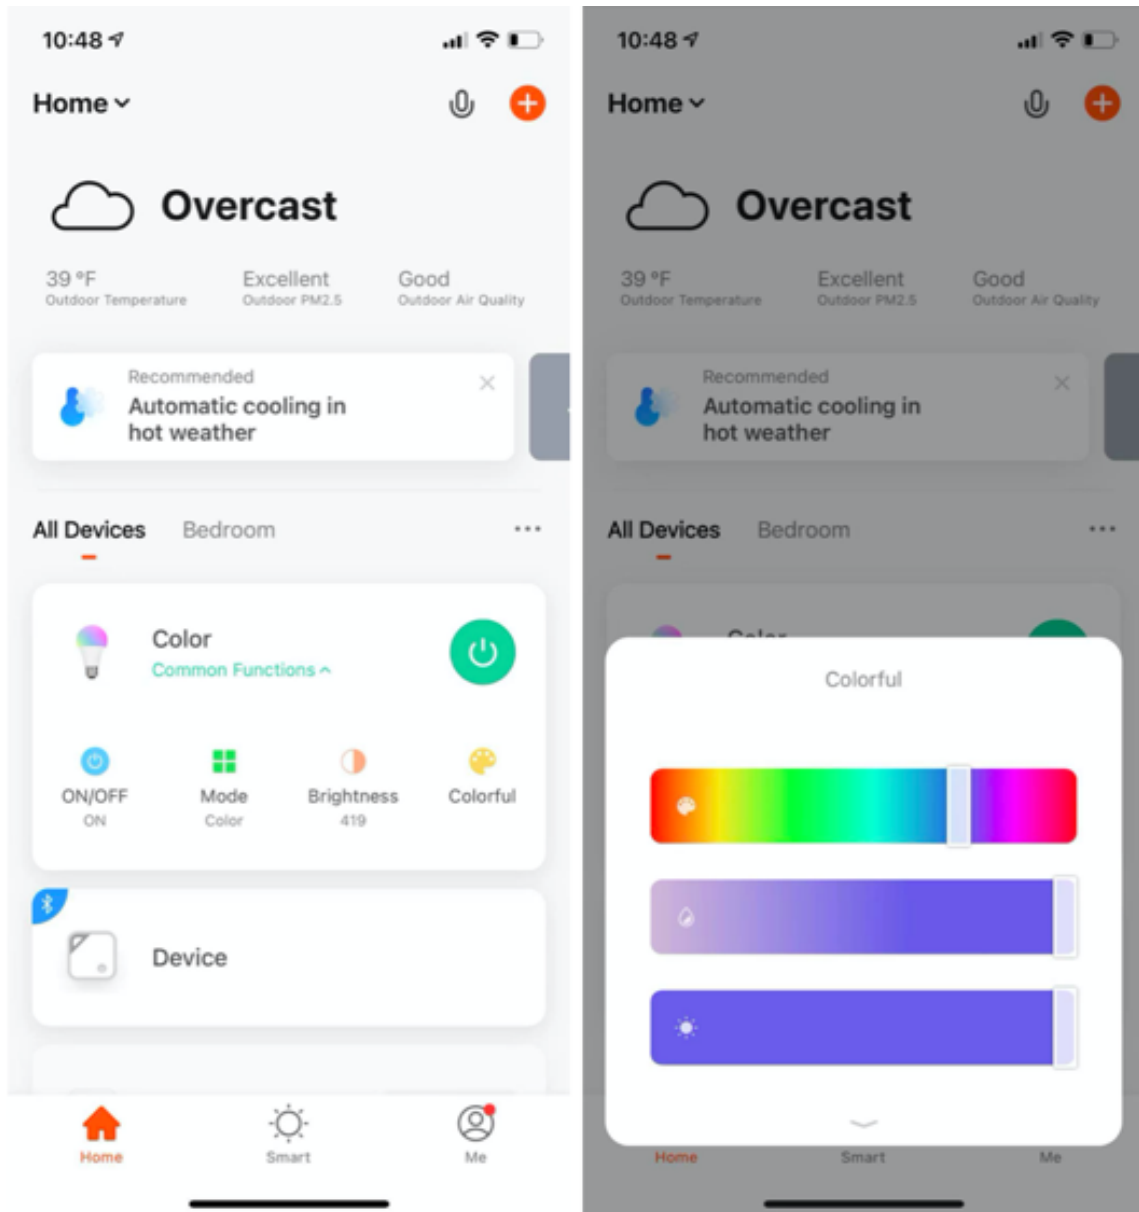 10:48
Home
Overcast
39 °F
Excellent
Good
Outdoor Temperature
Outdoor PM2.5
Outdoor Air Quality
Recommended
Automatic cooling in
hot weather
All Devices
Bedroom
Color
Common Functions
ON/OFF
Mode
Brightness
Colorful
ON
Color
419
Device
Home
Smart
Me
10:48
Home
Overcast
39 °F
Excellent
Good
Outdoor Temperature
Outdoor PM2.5
Outdoor Air Quality
Recommended
Automatic cooling in
hot weather
All Devices
Bedroom
Color
Colorful
Home
Smart
Me